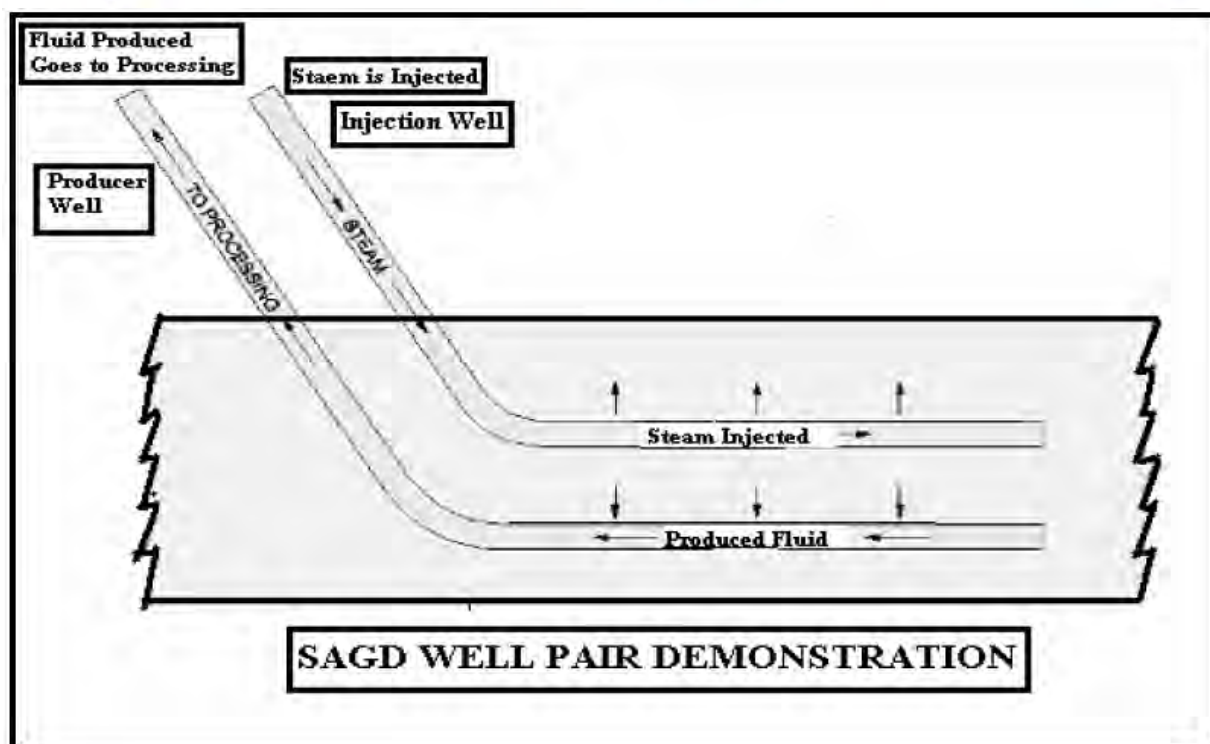 Fluid Produced
Goes to Processing
Staem is Injected
Injection Well
Producer
Well
TO PROCESSING
STEAM
Steam Injected
Produced Fluid
SAGD WELL PAIR DEMONSTRATION